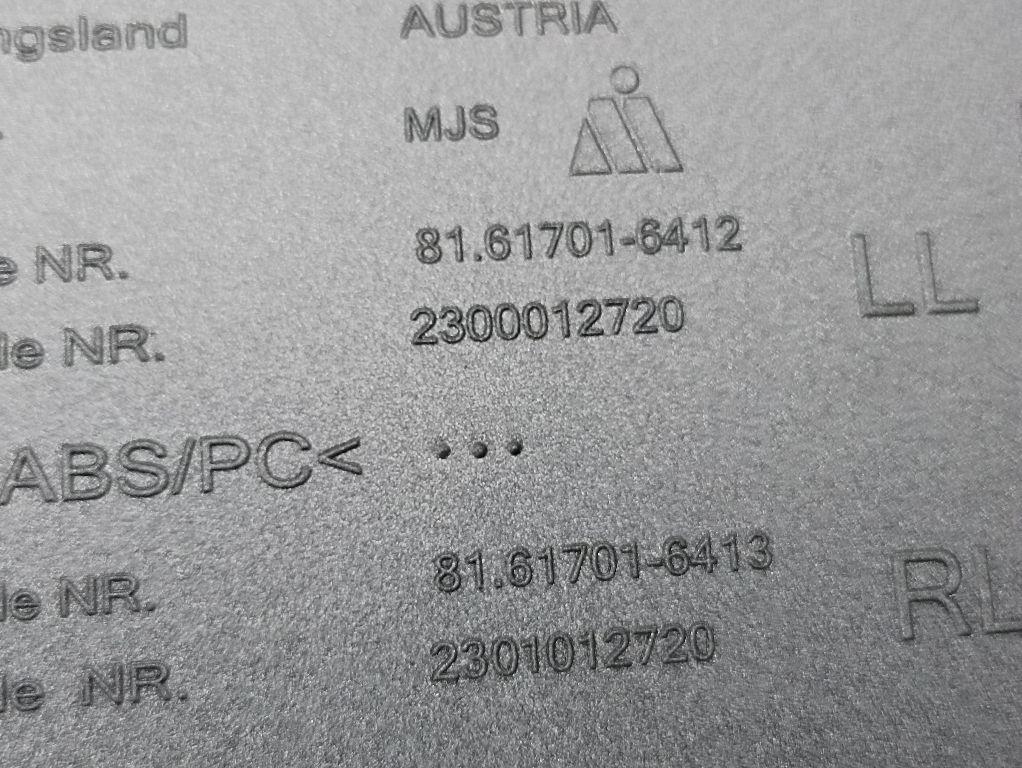 ngsland AUSTRIA
MJS
e NR. 81.61701-6412 LL
le NR. 2300012720
ABS/PC< ...
le NR. 81.61701-6413 RL
le NR. 2301012720